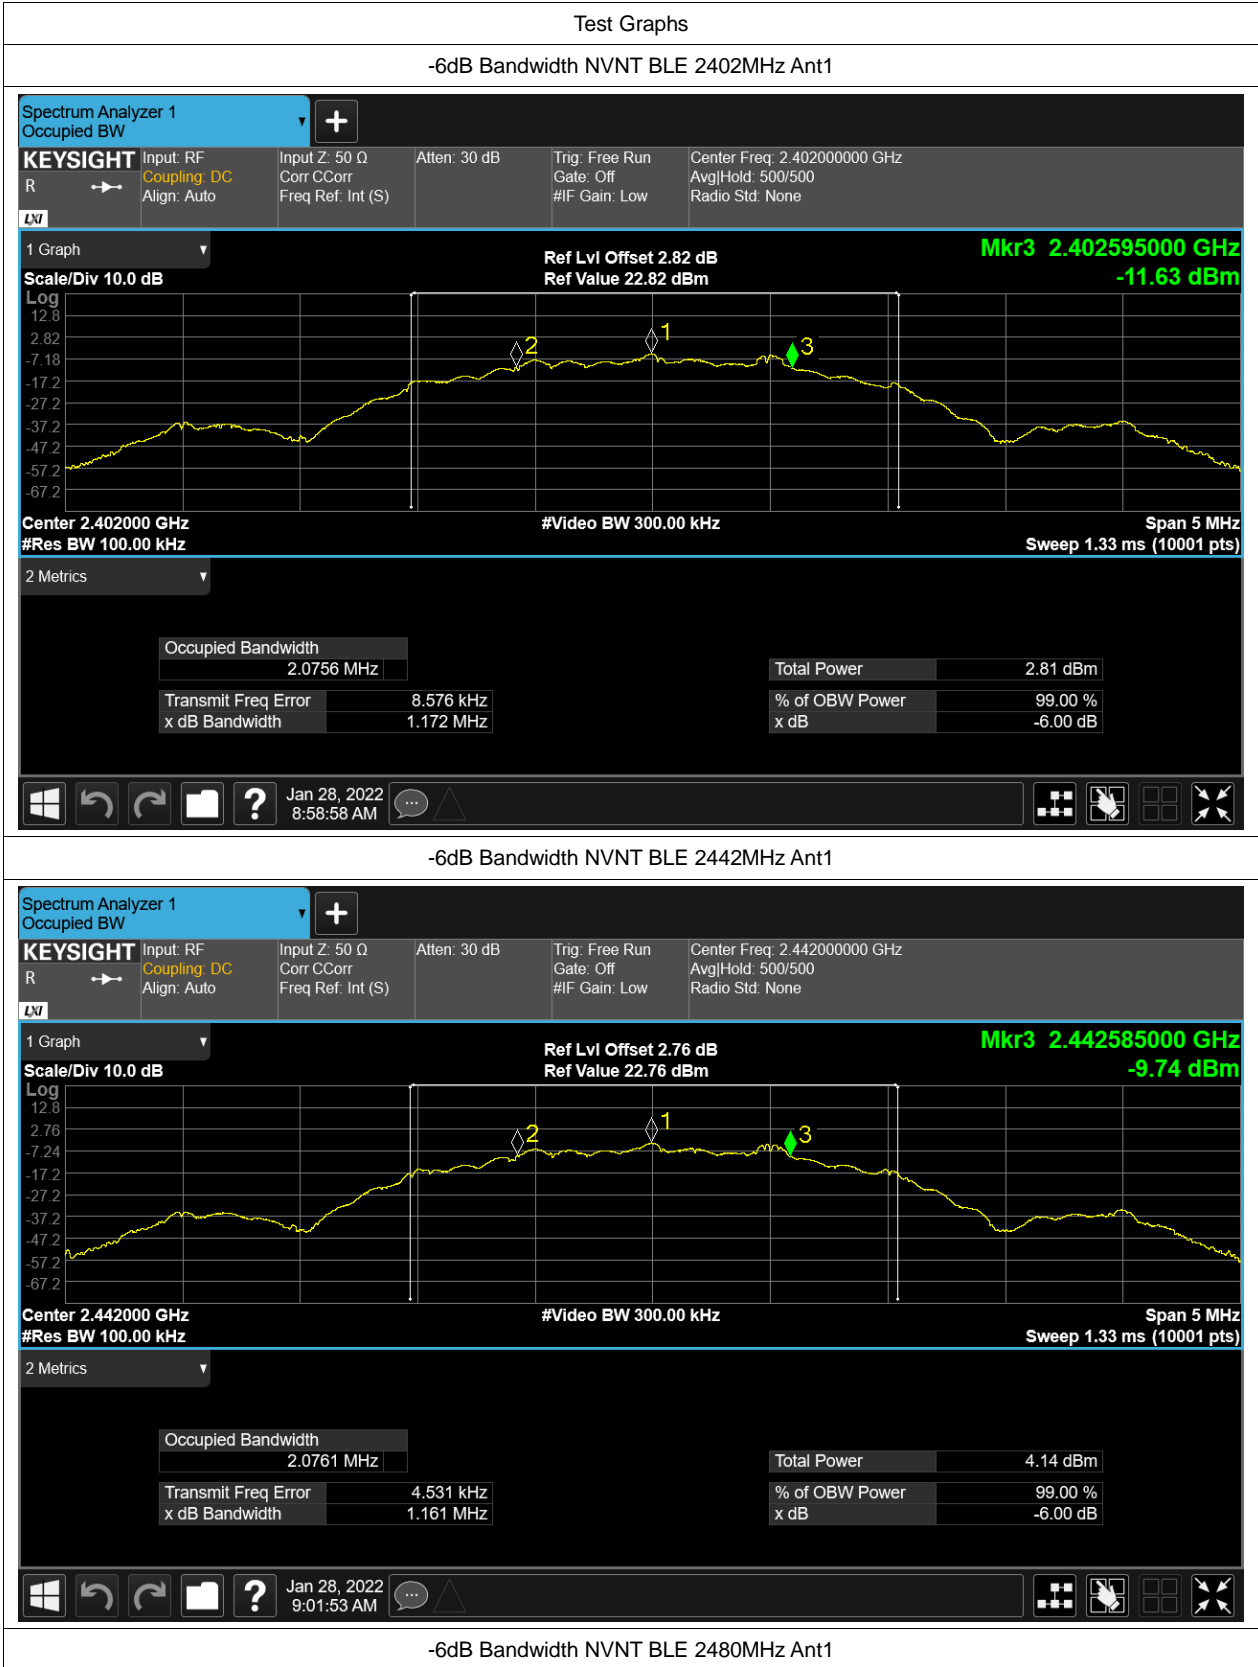 Test Graphs
-6dB Bandwidth NVNT BLE 2402MHz Ant1
Spectrum Analyzer 1
Occupied BW
KEYSIGHT Input: RF Input Z: 50 Ω Atten: 30 dB Trig: Free Run Center Freq: 2.402000000 GHz
R Coupling: DC Corr CCorr Gate: Off Avg|Hold: 500/500
Align: Auto Freq Ref: Int (S) #IF Gain: Low Radio Std: None
LXI
1 Graph Ref Lvl Offset 2.82 dB Mkr3 2.402595000 GHz
Scale/Div 10.0 dB Ref Value 22.82 dBm -11.63 dBm
Log
12.8
2.82
-7.18
-17.2
-27.2
-37.2
-47.2
-57.2
-67.2
2 1 3
Center 2.402000 GHz #Video BW 300.00 kHz Span 5 MHz
#Res BW 100.00 kHz Sweep 1.33 ms (10001 pts)
2 Metrics
Occupied Bandwidth
2.0756 MHz Total Power 2.81 dBm
Transmit Freq Error 8.576 kHz % of OBW Power 99.00 %
x dB Bandwidth 1.172 MHz x dB -6.00 dB
? Jan 28, 2022
8:58:58 AM
-6dB Bandwidth NVNT BLE 2442MHz Ant1
Spectrum Analyzer 1
Occupied BW
KEYSIGHT Input: RF Input Z: 50 Ω Atten: 30 dB Trig: Free Run Center Freq: 2.442000000 GHz
R Coupling: DC Corr CCorr Gate: Off Avg|Hold: 500/500
Align: Auto Freq Ref: Int (S) #IF Gain: Low Radio Std: None
LXI
1 Graph Ref Lvl Offset 2.76 dB Mkr3 2.442585000 GHz
Scale/Div 10.0 dB Ref Value 22.76 dBm -9.74 dBm
Log
12.8
2.76
-7.24
-17.2
-27.2
-37.2
-47.2
-57.2
-67.2
2 1 3
Center 2.442000 GHz #Video BW 300.00 kHz Span 5 MHz
#Res BW 100.00 kHz Sweep 1.33 ms (10001 pts)
2 Metrics
Occupied Bandwidth
2.0761 MHz Total Power 4.14 dBm
Transmit Freq Error 4.531 kHz % of OBW Power 99.00 %
x dB Bandwidth 1.161 MHz x dB -6.00 dB
? Jan 28, 2022
9:01:53 AM
-6dB Bandwidth NVNT BLE 2480MHz Ant1